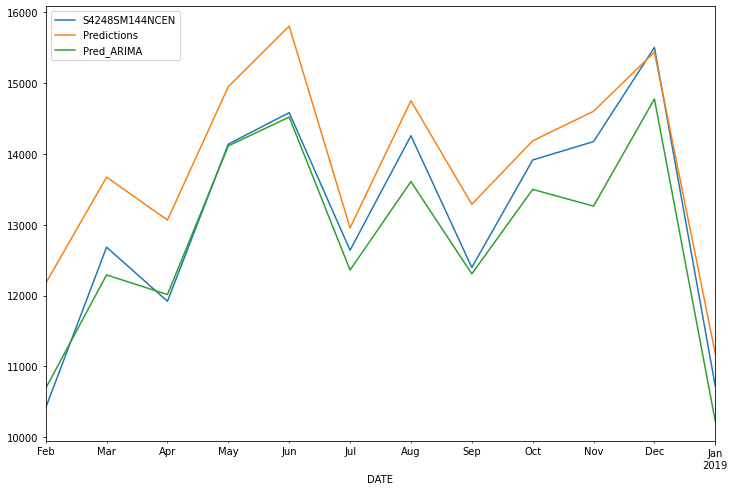 S4248SM144NCEN
Predictions
Pred_ARIMA
16000
15000
14000
13000
12000
11000
10000
Feb Mar Apr May Jun Jul Aug Sep Oct Nov Dec Jan
2019
DATE